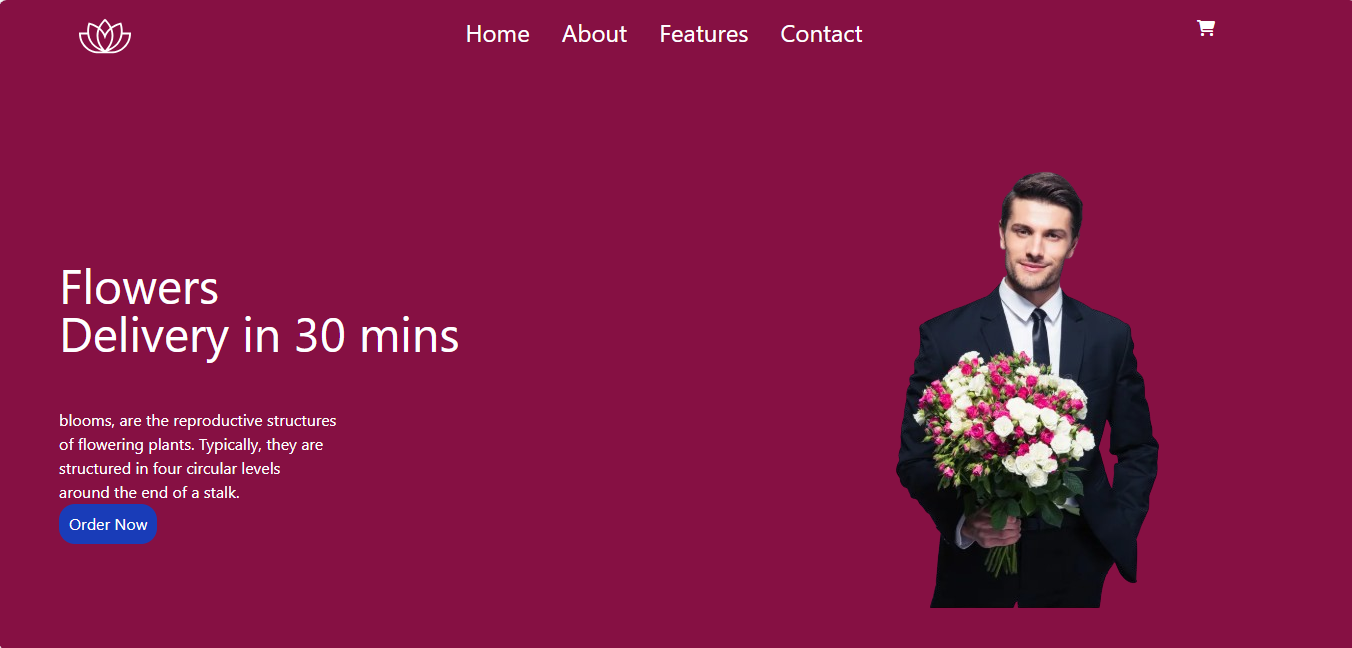 Home About Features Contact
Flowers
Delivery in 30 mins
blooms, are the reproductive structures
of flowering plants. Typically, they are
structured in four circular levels
around the end of a stalk.
Order Now